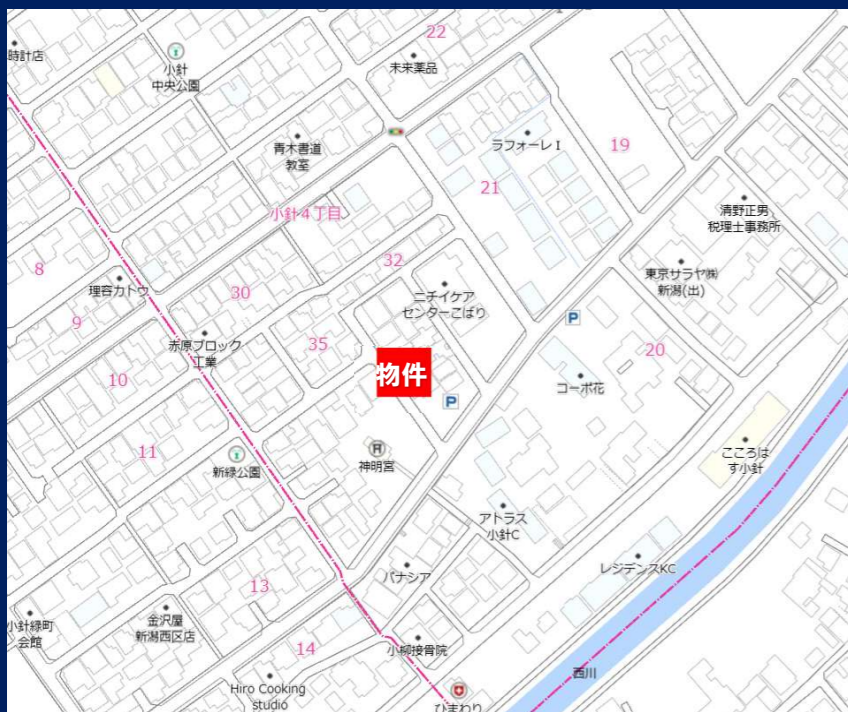 22
時計店
小針
中央公園
未来薬品
青木書道
教室
ラフォーレⅠ
19
21
清野正男
税理士事務所
小針4丁目
8
32
東京サラヤ㈱
新潟(出)
理容カトウ
30
ニチイケア
センターこばり
9
P
赤原ブロック
工業
35
20
物件
10
コーポ花
P
11
神明宮
新緑公園
こころは
す小針
アトラス
小針C
レジデンスKC
パナシア
13
小針緑町
会館
金沢屋
新潟西区店
14
小柳接骨院
西川
Hiro Cooking
studio
ひまわり